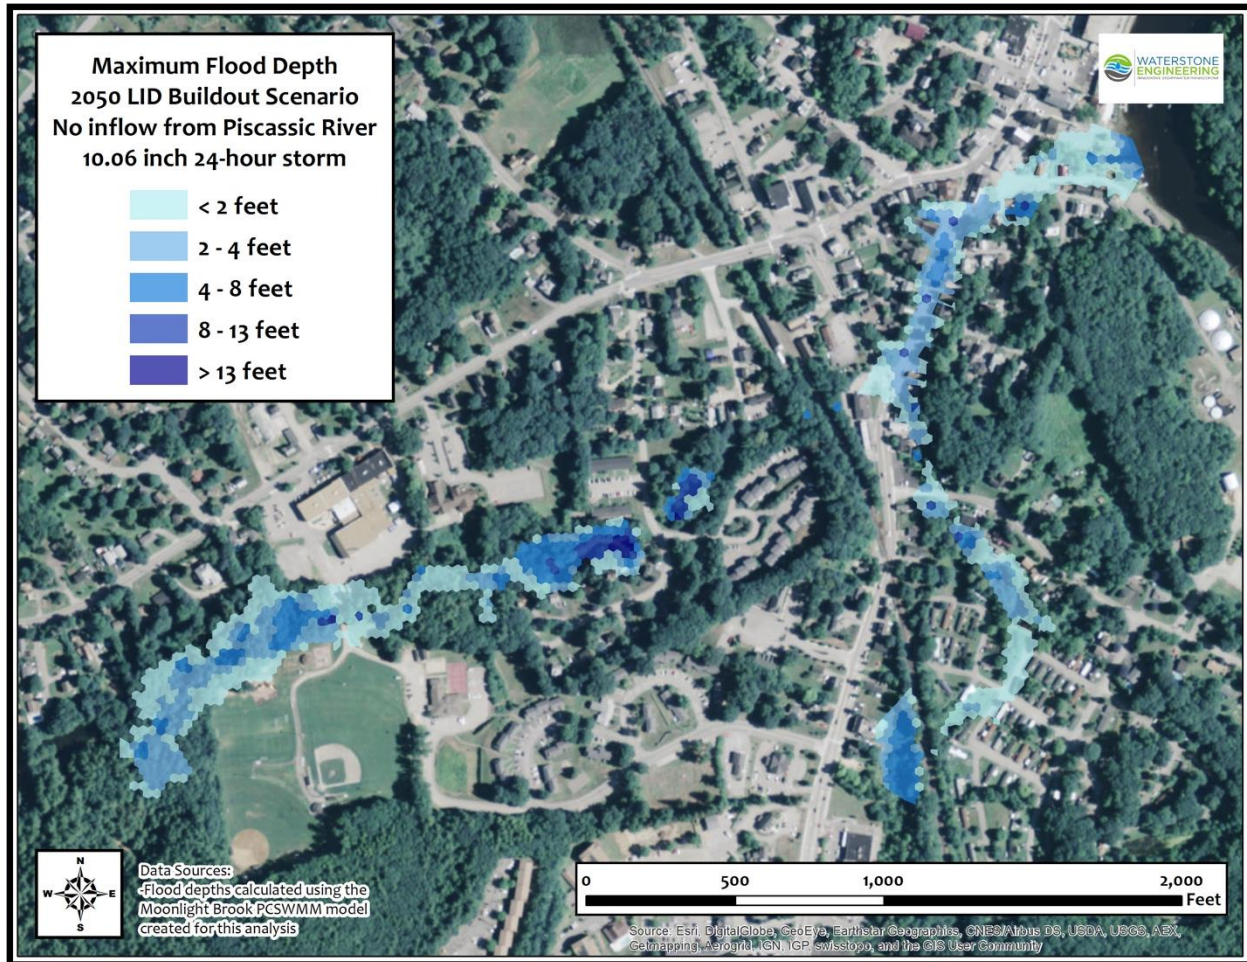 Maximum Flood Depth
2050 LID Buildout Scenario
No inflow from Piscassic River
10.06 inch 24-hour storm
< 2 feet
2 - 4 feet
4 - 8 feet
8 - 13 feet
> 13 feet
WATERSTONE
ENGINEERING
N
W E
S
Data Sources:
-Flood depths calculated using the
Moonlight Brook PCSWMM model
created for this analysis
0 500 1,000 2,000
Feet
Source: Esri, DigitalGlobe, GeoEye, Earthstar Geographics, CNES/Airbus DS, USDA, USGS, AEX,
Getmapping, Aerogrid, IGN, IGP, swisstopo, and the GIS User Community